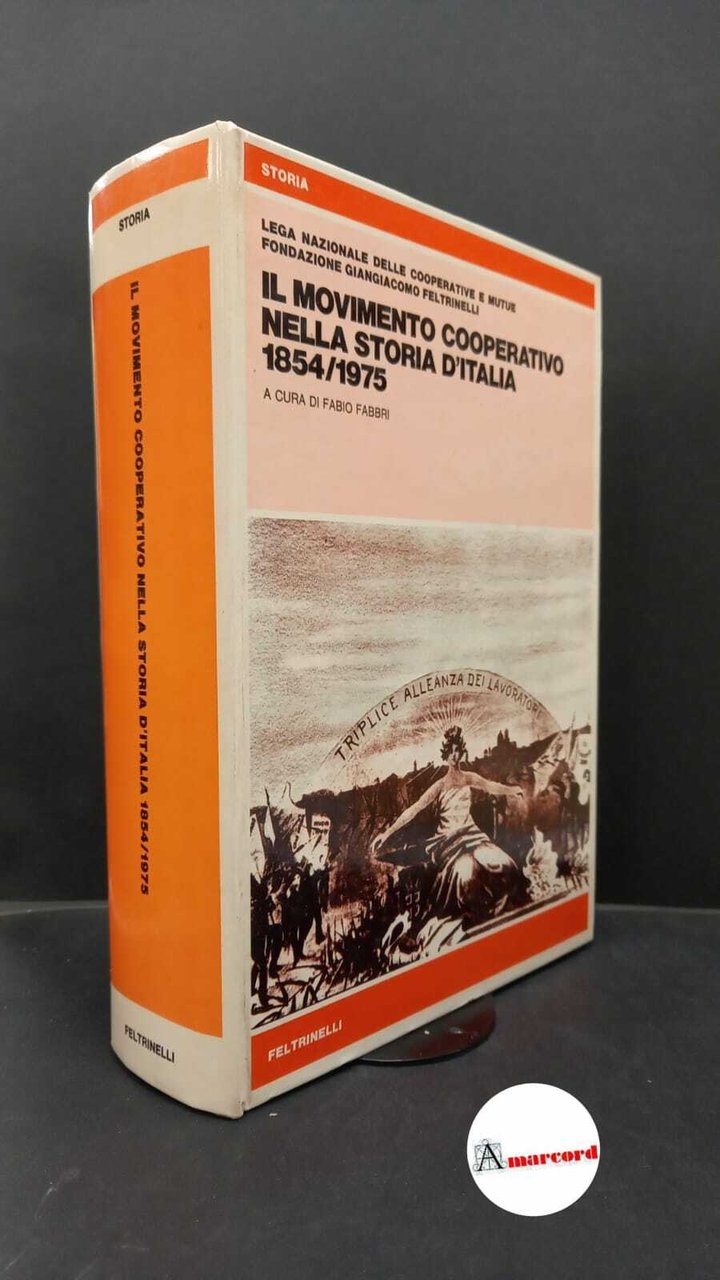 STORIA
IL MOVIMENTO COOPERATIVO NELLA STORIA D'ITALIA 1854/1975
FELTRINELLI
STORIA
LEGA NAZIONALE DELLE COOPERATIVE E MUTUE
FONDAZIONE GIANGIACOMO FELTRINELLI
IL MOVIMENTO COOPERATIVO
NELLA STORIA D'ITALIA
1854/1975
A CURA DI FABIO FABBRI
TRIPLICE ALLEANZA DEI LAVORATORI
FELTRINELLI
Amarcord